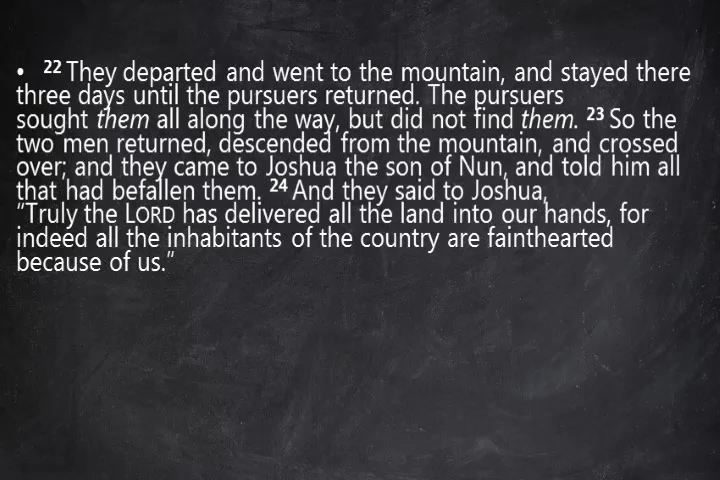 • 22 They departed and went to the mountain, and stayed there
three days until the pursuers returned. The pursuers
sought them all along the way, but did not find them. 23 So the
two men returned, descended from the mountain, and crossed
over; and they came to Joshua the son of Nun, and told him all
that had befallen them. 24 And they said to Joshua,
“Truly the LORD has delivered all the land into our hands, for
indeed all the inhabitants of the country are fainthearted
because of us.”